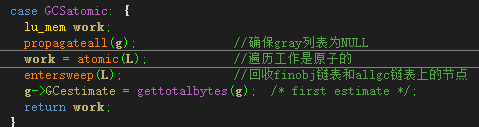 case GCSatomic: {
lu_mem work;
propagateall(g); //确保gray列表为NULL
work = atomic(L); //遍历工作是原子的
entersweep(L); //回收finobj链表和allgc链表上的节点
g->GCestimate = gettotalbytes(g); /* first estimate */;
return work;
}